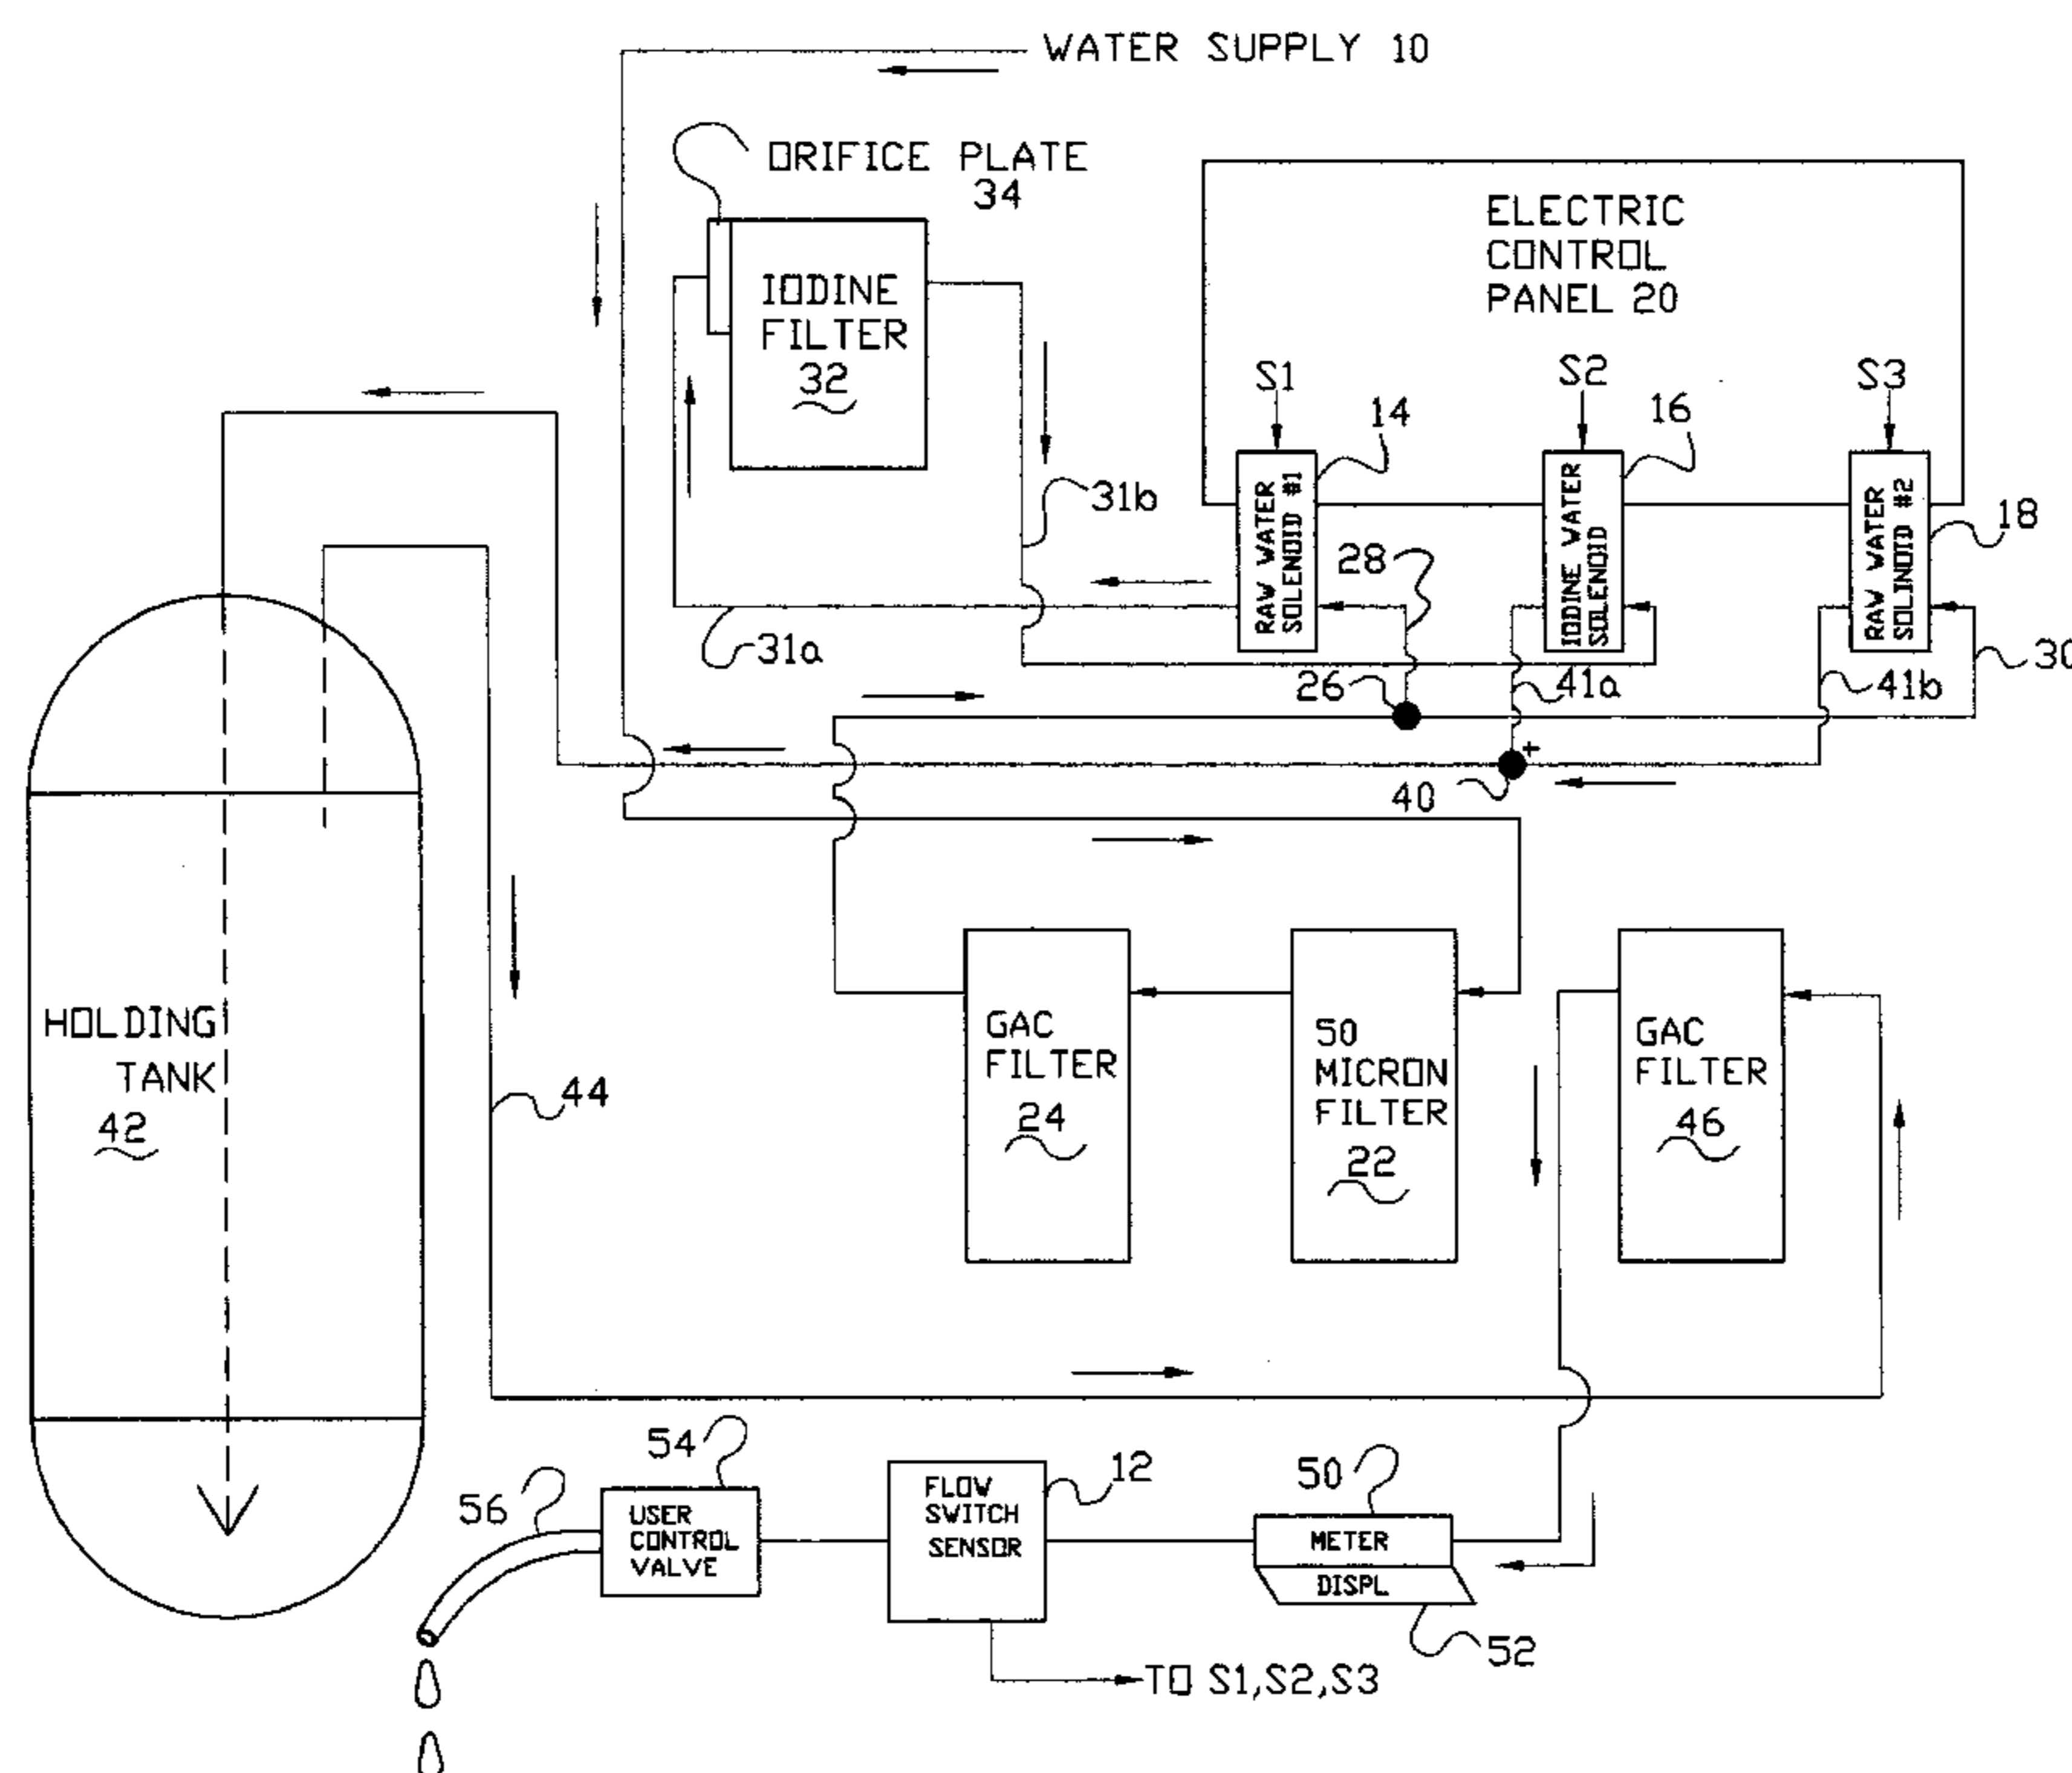 WATER SUPPLY 10
ORIFICE PLATE
34
ELECTRIC
CONTROL
PANEL 20
IODINE
FILTER
32
S1
S2
S3
14
16
18
RAW WATER
SOLENOID #1
IODINE WATER
SOLENOID
RAW WATER
SOLINOID #2
31b
28
31a
26
41a
41b
30
40
HOLDING
TANK
42
44
GAC
FILTER
24
50
MICRON
FILTER
22
GAC
FILTER
46
54
56
USER
CONTROL
VALVE
12
FLOW
SWITCH
SENSOR
50
METER
DISPL
52
TO S1,S2,S3